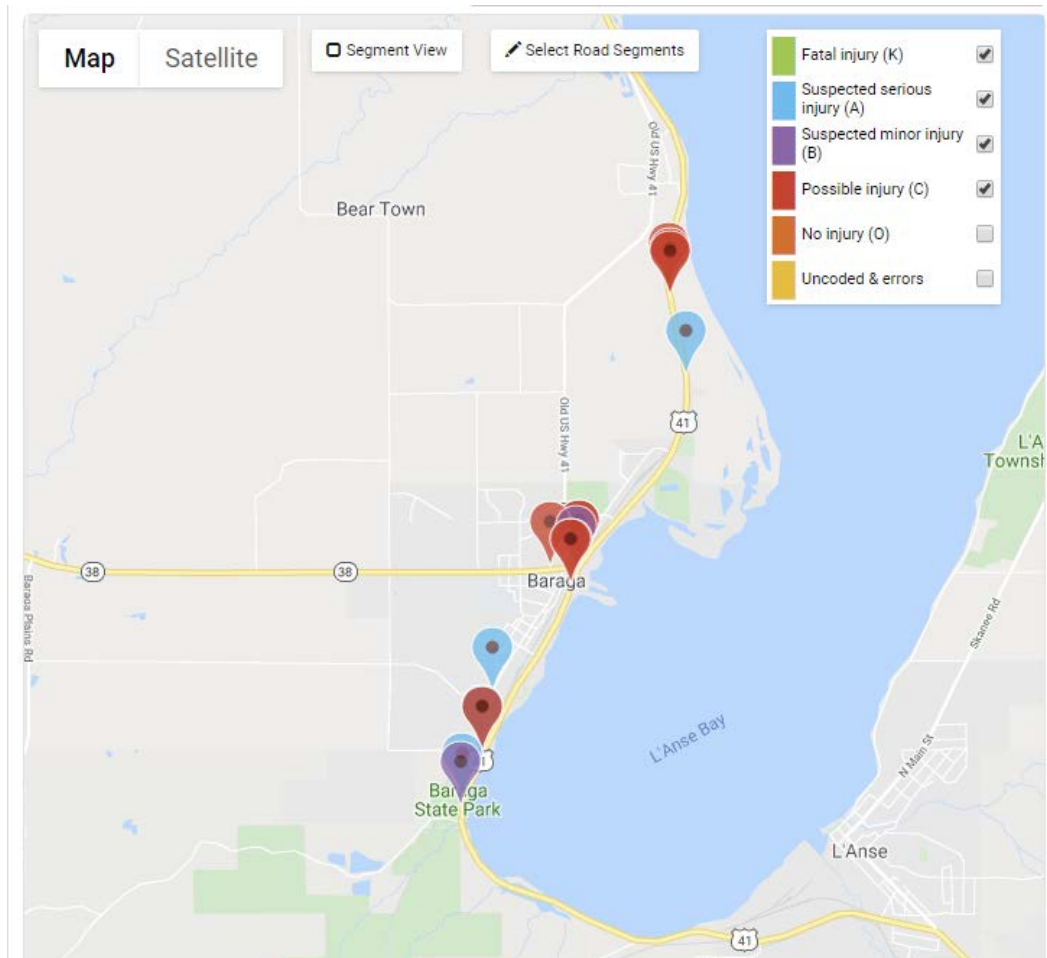 Map
Satellite
Segment View
Select Road Segments
Fatal injury (K)
Suspected serious
injury (A)
Suspected minor injury
(B)
Possible injury (C)
No injury (O)
Uncoded & errors
Old US Hwy 41
Bear Town
Old US Hwy 41
41
L'A
Townsh
38
38
Baraga
Baraga Plains Rd
Skanee Rd
L'Anse Bay
N Main St
1
Baraga
State Park
L'Anse
41